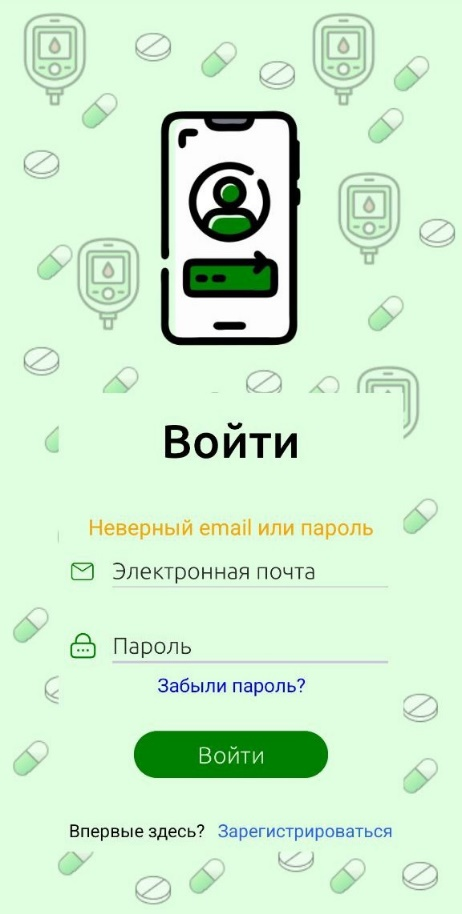 Войти
Неверный email или пароль
Электронная почта
Пароль
Забыли пароль?
Войти
Впервые здесь? Зарегистрироваться